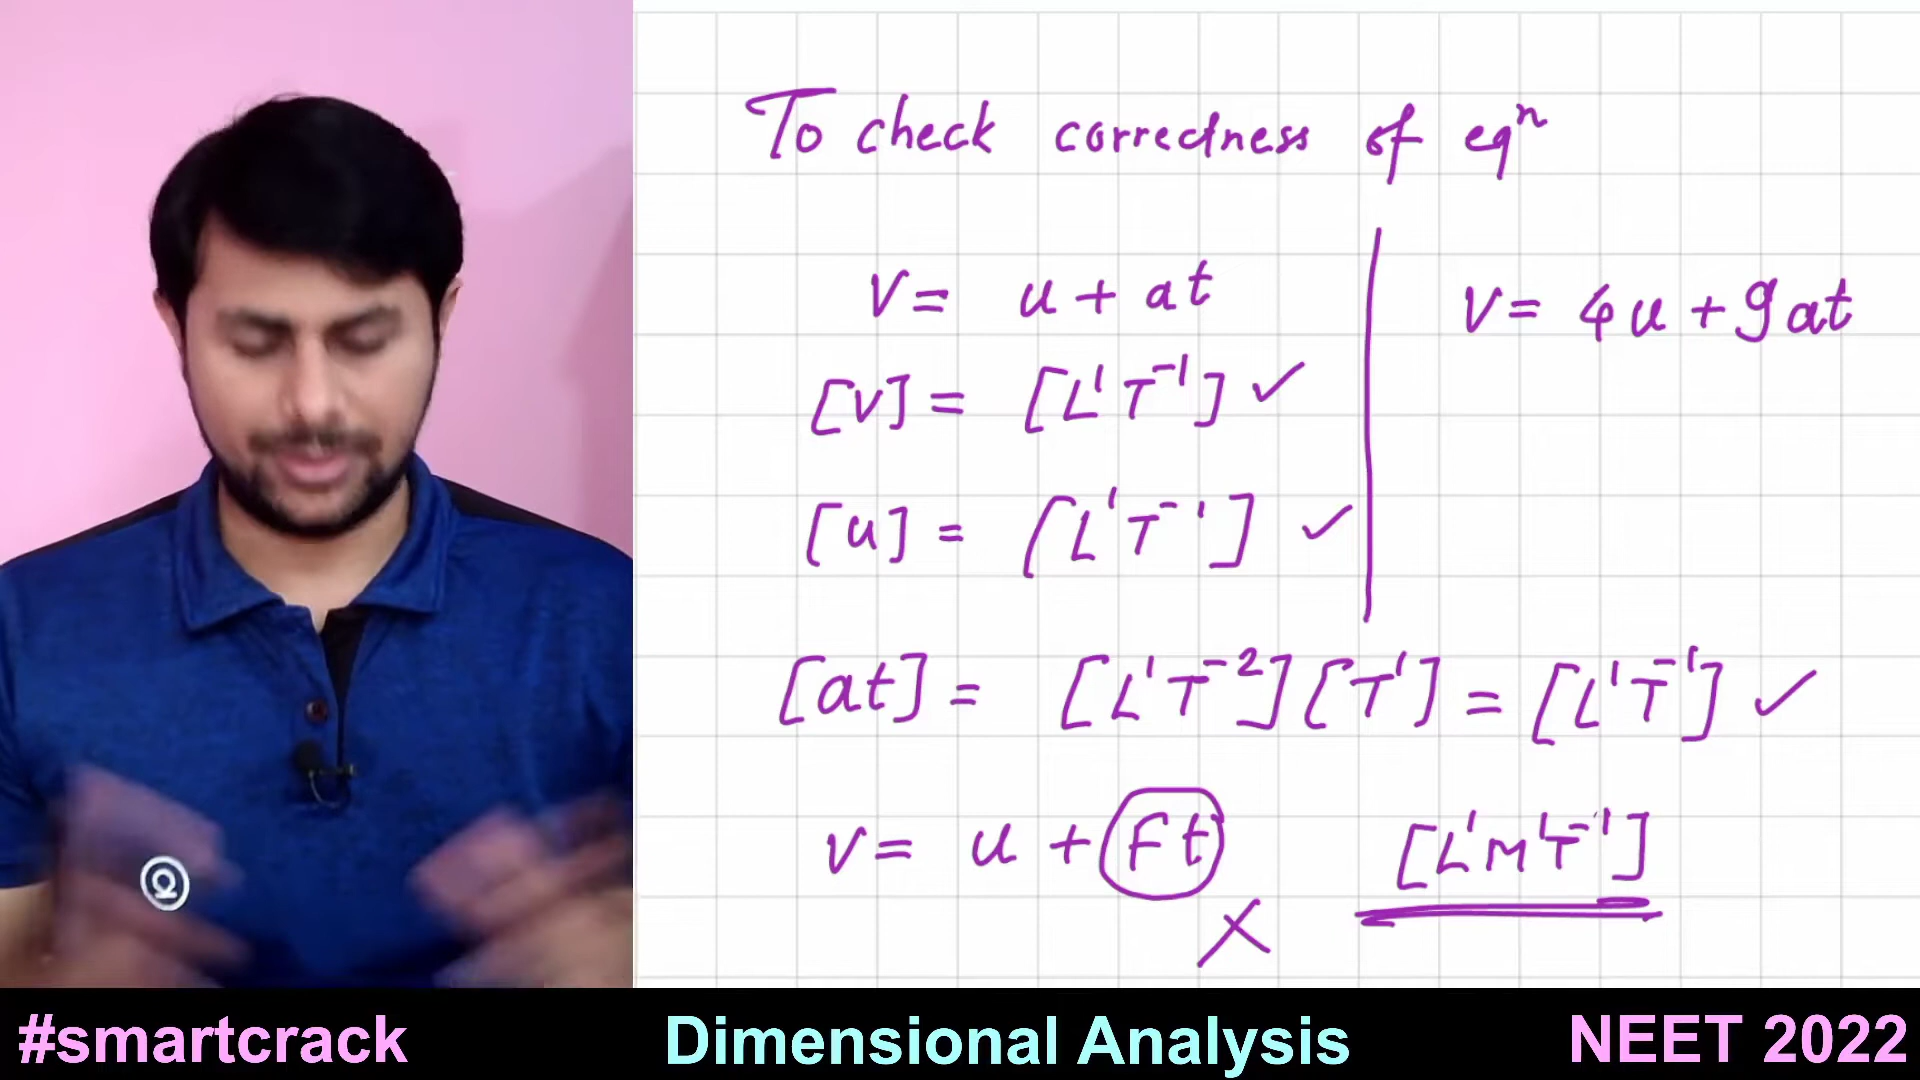 To check correctness of eqⁿ
v = u + at
[v] = [L¹T⁻¹] ✓
[u] = [L¹T⁻¹] ✓
v = 4u + 9at
[at] = [L¹T⁻²][T¹] = [L¹T⁻¹] ✓
v = u + Ft ✗ [L¹M¹T⁻¹]
#smartcrack Dimensional Analysis NEET 2022